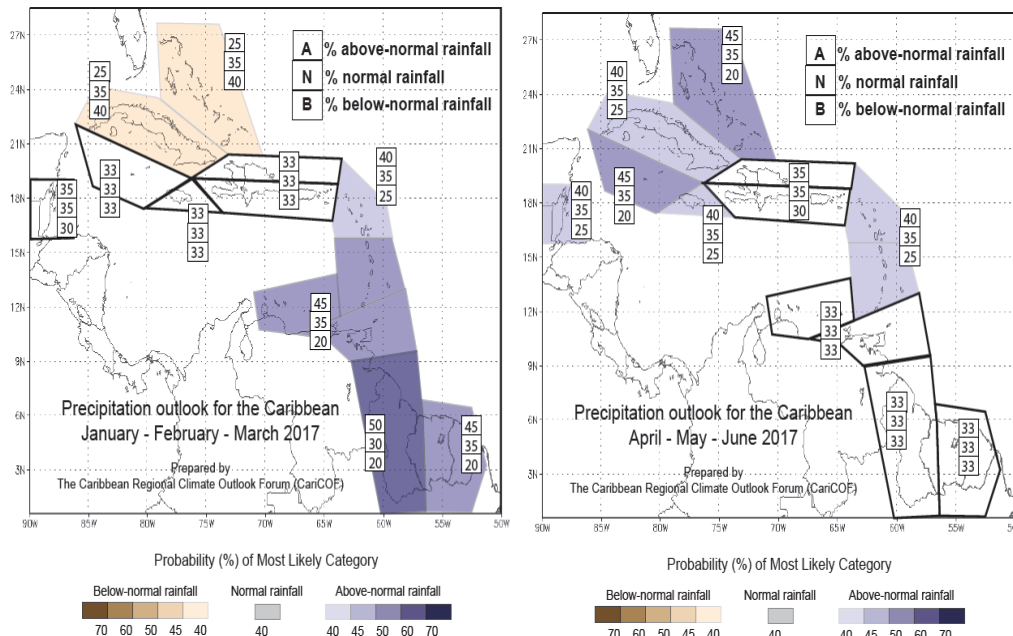 27N
24N
21N
18N
15N
12N
9N
6N
3N
A % above-normal rainfall
N % normal rainfall
B % below-normal rainfall
25
35
40
25
35
40
40
35
25
33
33
33
33
33
33
35
35
30
33
33
33
45
35
20
50
30
20
45
35
20
Precipitation outlook for the Caribbean
January - February - March 2017
Prepared by
The Caribbean Regional Climate Outlook Forum (CariCOF)
90W 85W 80W 75W 70W 65W 60W 55W 50W
Probability (%) of Most Likely Category
Below-normal rainfall Normal rainfall Above-normal rainfall
70 60 50 45 40 40 40 45 50 60 70
27N
24N
21N
18N
15N
12N
9N
6N
3N
A % above-normal rainfall
N % normal rainfall
B % below-normal rainfall
45
35
20
40
35
25
45
35
20
35
35
30
40
35
25
40
35
25
40
35
25
33
33
33
33
33
33
33
33
33
Precipitation outlook for the Caribbean
April - May - June 2017
Prepared by
The Caribbean Regional Climate Outlook Forum (CariCOF)
90W 85W 80W 75W 70W 65W 60W 55W 50
Probability (%) of Most Likely Category
Below-normal rainfall Normal rainfall Above-normal rainfall
70 60 50 45 40 40 40 45 50 60 70